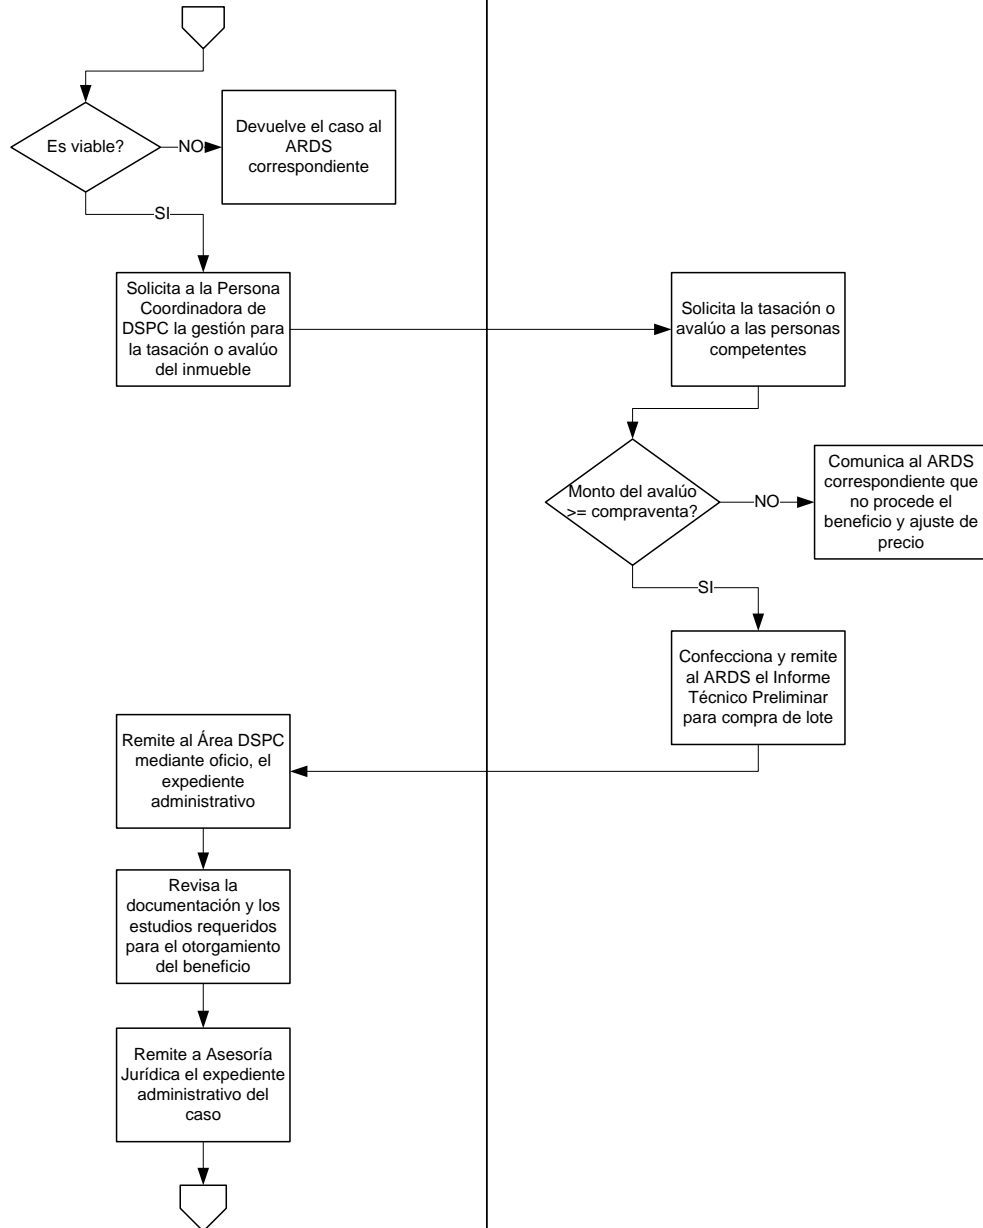 Es viable?
NO
Devuelve el caso al
ARDS
correspondiente
SI
Solicita a la Persona
Coordinadora de
DSPC la gestión para
la tasación o avalúo
del inmueble
Solicita la tasación o
avalúo a las personas
competentes
Monto del avalúo
>= compraventa?
NO
Comunica al ARDS
correspondiente que
no procede el
beneficio y ajuste de
precio
SI
Confecciona y remite
al ARDS el Informe
Técnico Preliminar
para compra de lote
Remite al Área DSPC
mediante oficio, el
expediente
administrativo
Revisa la
documentación y los
estudios requeridos
para el otorgamiento
del beneficio
Remite a Asesoría
Jurídica el expediente
administrativo del
caso